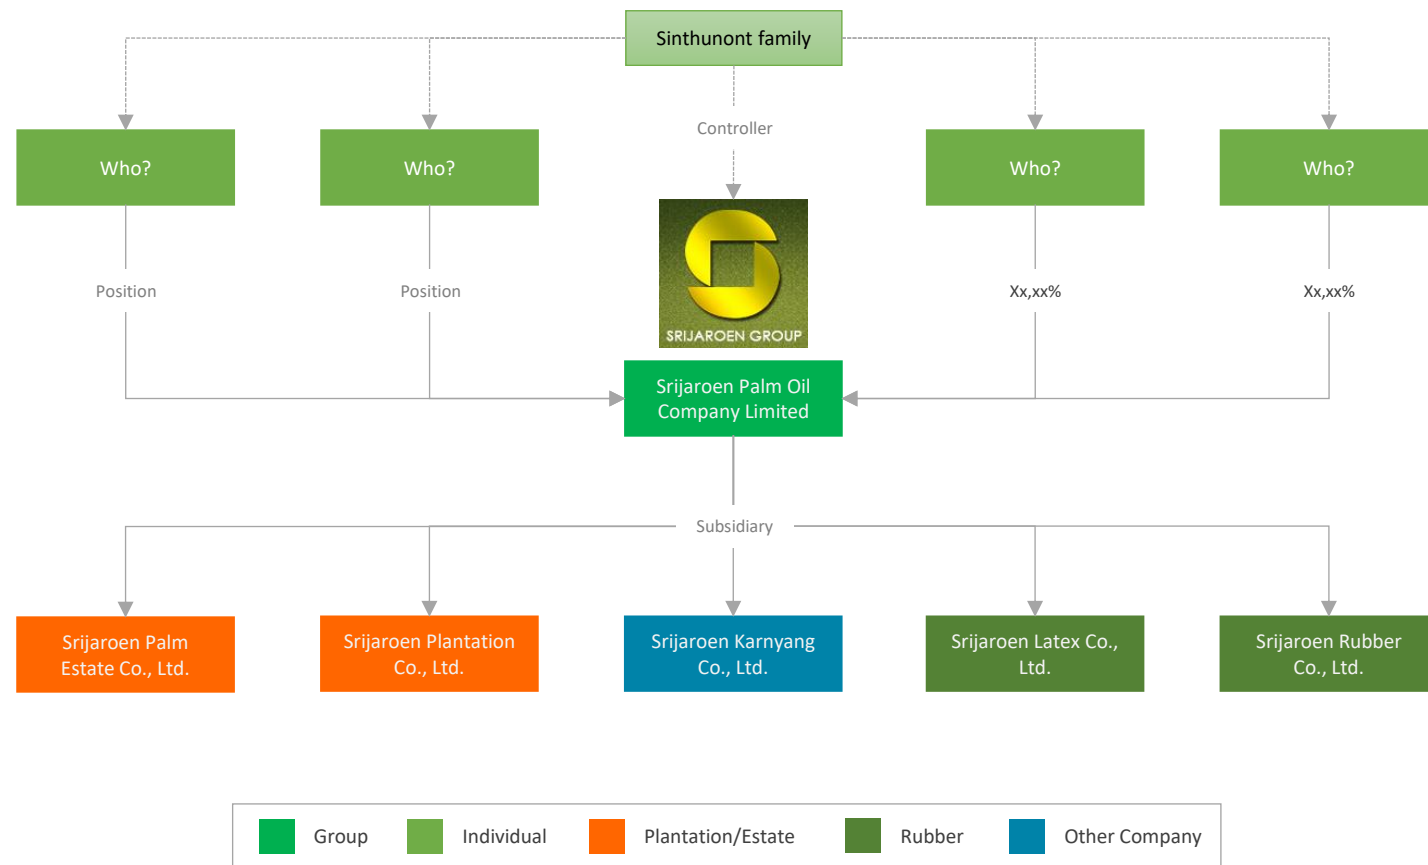 Sinthunont family
Controller
Who?
Who?
Who?
Who?
Position
Position
Xx,xx%
Xx,xx%
SRIJAROEN GROUP
Srijaroen Palm Oil
Company Limited
Subsidiary
Srijaroen Palm
Estate Co., Ltd.
Srijaroen Plantation
Co., Ltd.
Srijaroen Karnyang
Co., Ltd.
Srijaroen Latex Co.,
Ltd.
Srijaroen Rubber
Co., Ltd.
Group
Individual
Plantation/Estate
Rubber
Other Company